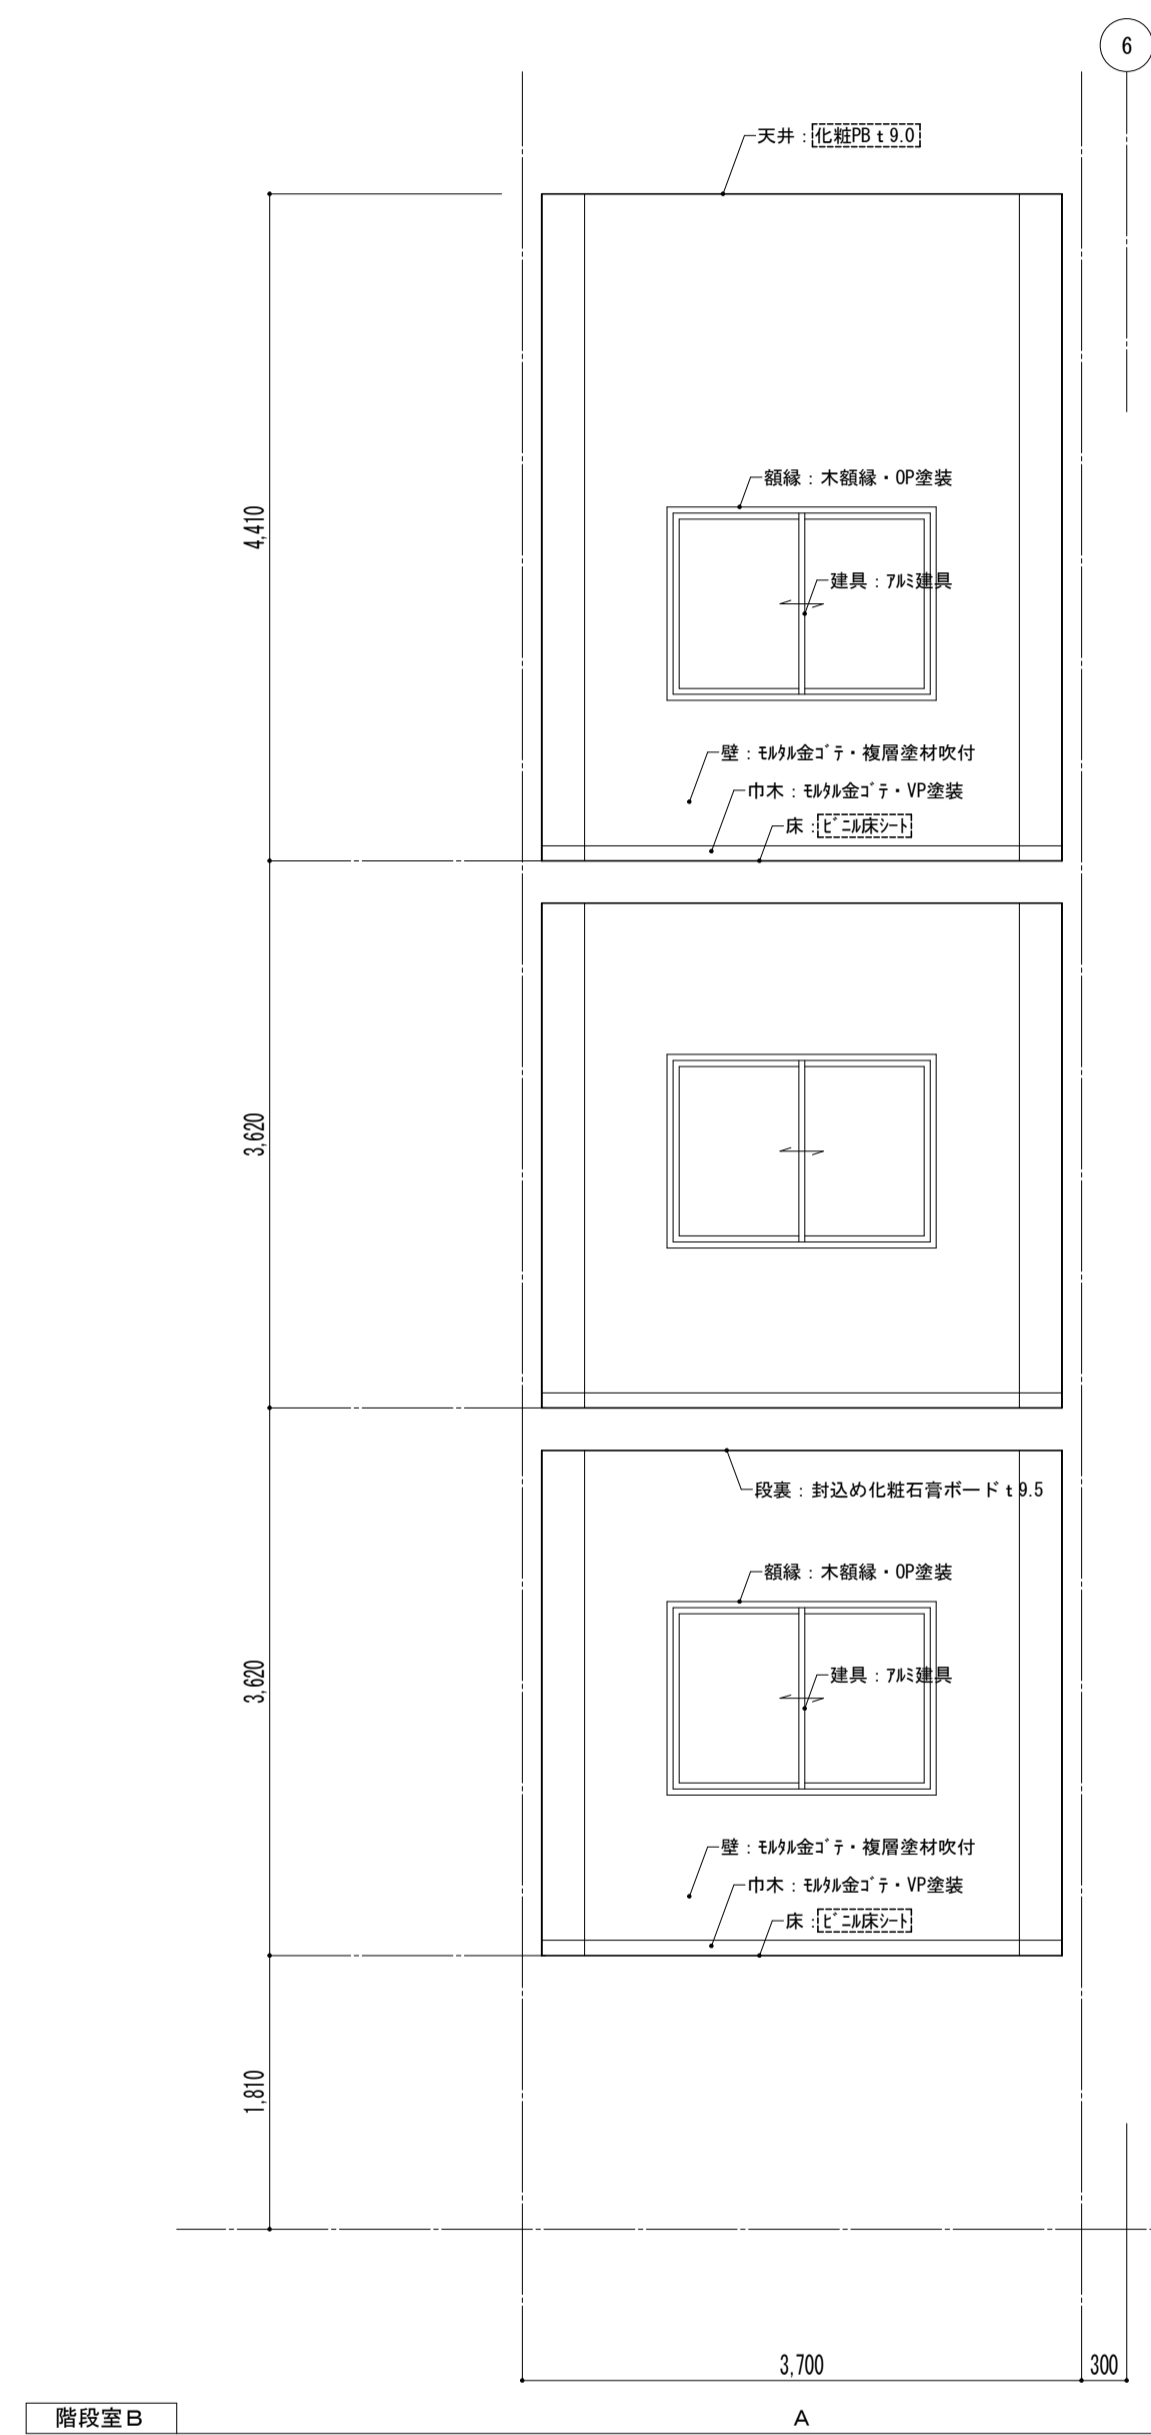 6
天井：化粧PB t 9.0
4,410
額縁：木額縁・OP塗装
建具：ｱﾙﾐ建具
壁：ﾓﾙﾀﾙ金ｺﾞﾃ・複層塗材吹付
巾木：ﾓﾙﾀﾙ金ｺﾞﾃ・VP塗装
床：ﾋﾞﾆﾙ床ｼｰﾄ
3,620
段裏：封込め化粧石膏ボード t 9.5
額縁：木額縁・OP塗装
3,620
建具：ｱﾙﾐ建具
壁：ﾓﾙﾀﾙ金ｺﾞﾃ・複層塗材吹付
巾木：ﾓﾙﾀﾙ金ｺﾞﾃ・VP塗装
床：ﾋﾞﾆﾙ床ｼｰﾄ
1,810
3,700
300
階段室B
A